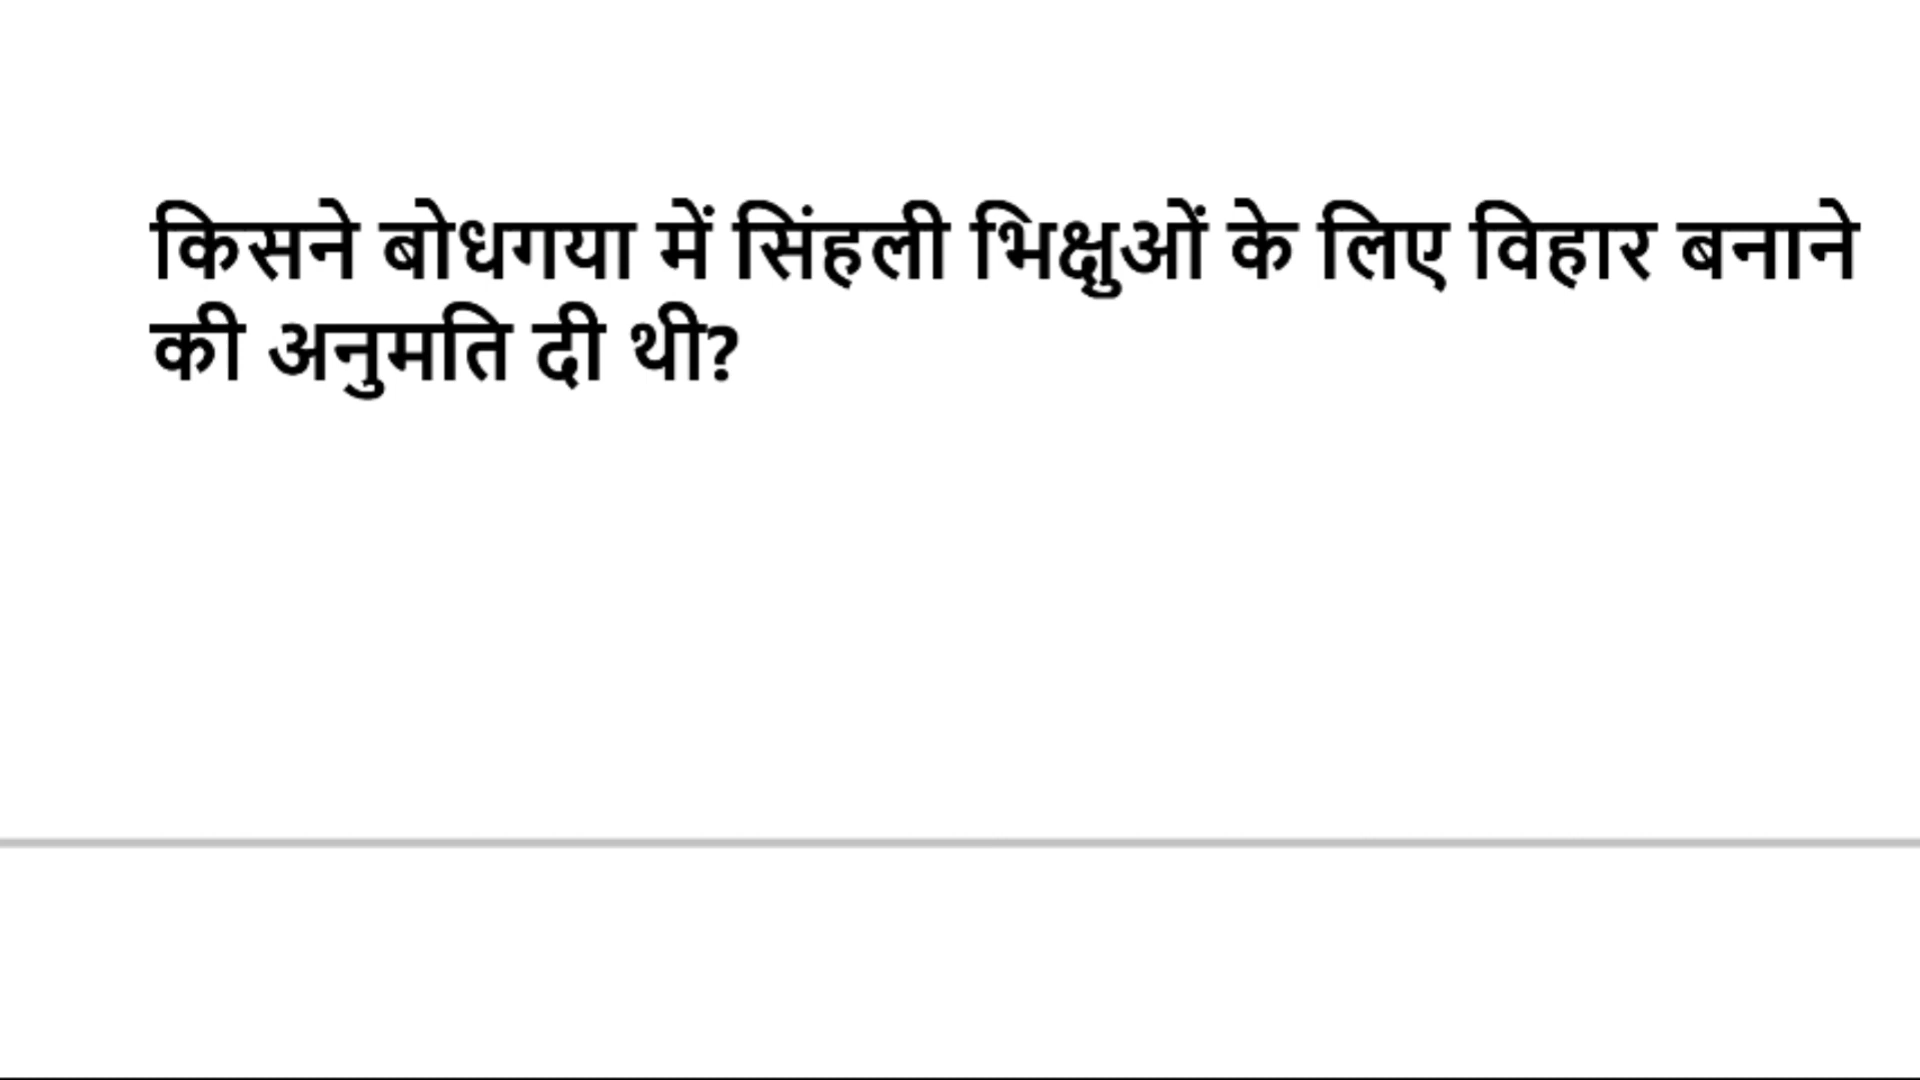 किसने बोधगया में सिंहली भिक्षुओं के लिए विहार बनाने
की अनुमति दी थी?